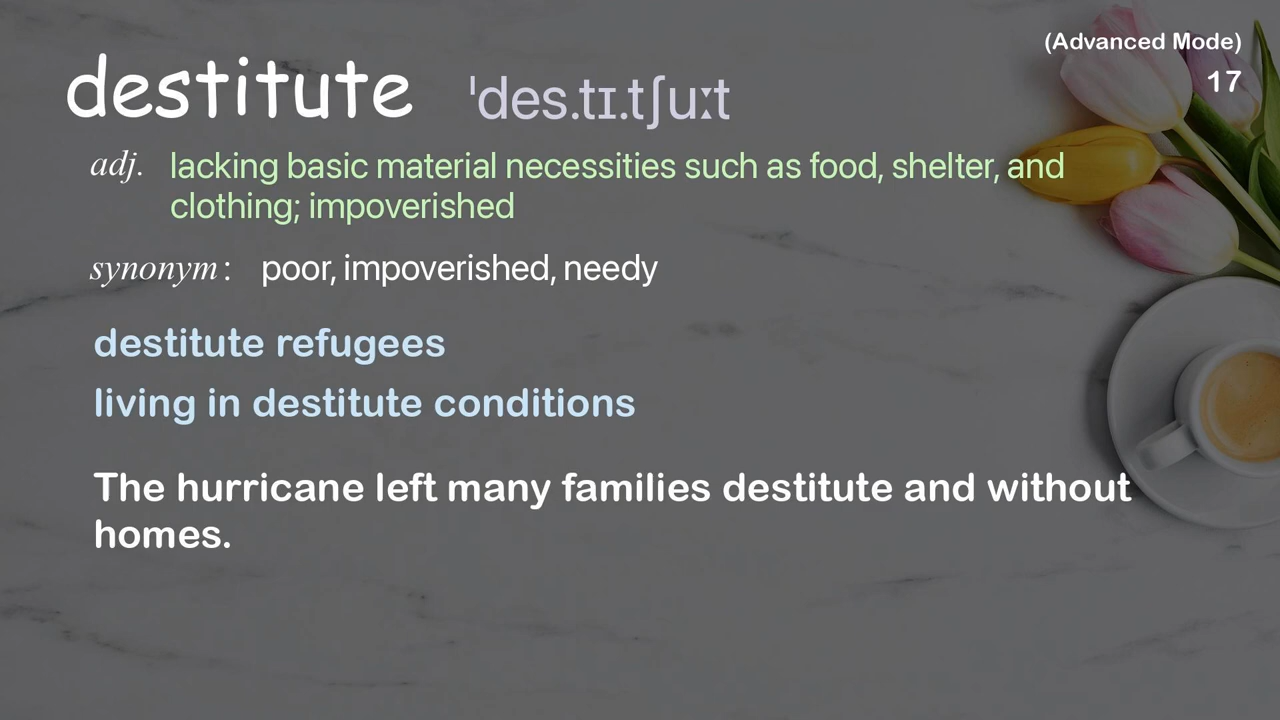 (Advanced Mode)
17
destitute ˈdes.tɪ.tʃuːt
adj. lacking basic material necessities such as food, shelter, and
clothing; impoverished
synonym: poor, impoverished, needy
destitute refugees
living in destitute conditions
The hurricane left many families destitute and without
homes.